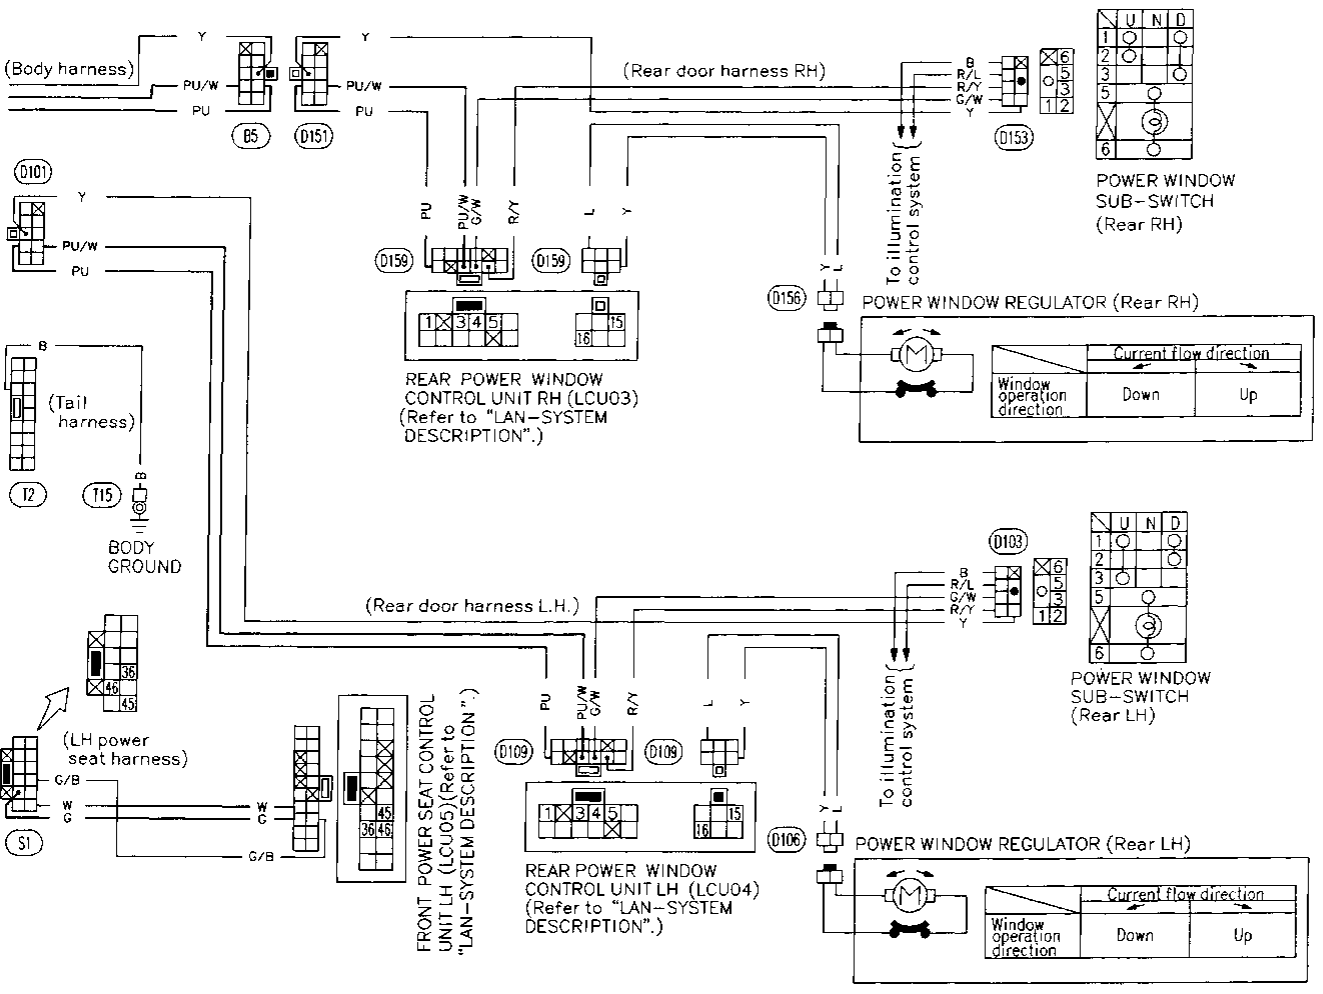 Y
(Body harness)
PU/W
PU
B5
D151
Y
PU/W
PU
(Rear door harness RH)
B
R/L
R/Y
G/W
Y
D153
6
5
3
1 2
U N D
1
2
3
5
6
POWER WINDOW
SUB-SWITCH
(Rear RH)
To illumination
control system
D101
Y
PU/W
PU
PU
PU/W
G/W
R/Y
L
Y
D159
D159
1 3 4 5
15
16
REAR POWER WINDOW
CONTROL UNIT RH (LCU03)
(Refer to "LAN-SYSTEM
DESCRIPTION".)
Y
L
D156
POWER WINDOW REGULATOR (Rear RH)
M
Current flow direction
Window
operation
direction
Down
Up
B
(Tail
harness)
T2
T15
B
BODY
GROUND
(Rear door harness L.H.)
D103
B
R/L
G/W
R/Y
Y
6
5
3
1 2
U N D
1
2
3
5
6
POWER WINDOW
SUB-SWITCH
(Rear LH)
To illumination
control system
36
46
45
(LH power
seat harness)
G/B
W
G
S1
W
G
G/B
45
36 46
FRONT POWER SEAT CONTROL
UNIT LH (LCU05)(Refer to
"LAN-SYSTEM DESCRIPTION".)
PU
PU/W
G/W
R/Y
L
Y
D109
D109
1 3 4 5
15
16
REAR POWER WINDOW
CONTROL UNIT LH (LCU04)
(Refer to "LAN-SYSTEM
DESCRIPTION".)
Y
L
D106
POWER WINDOW REGULATOR (Rear LH)
M
Current flow direction
Window
operation
direction
Down
Up